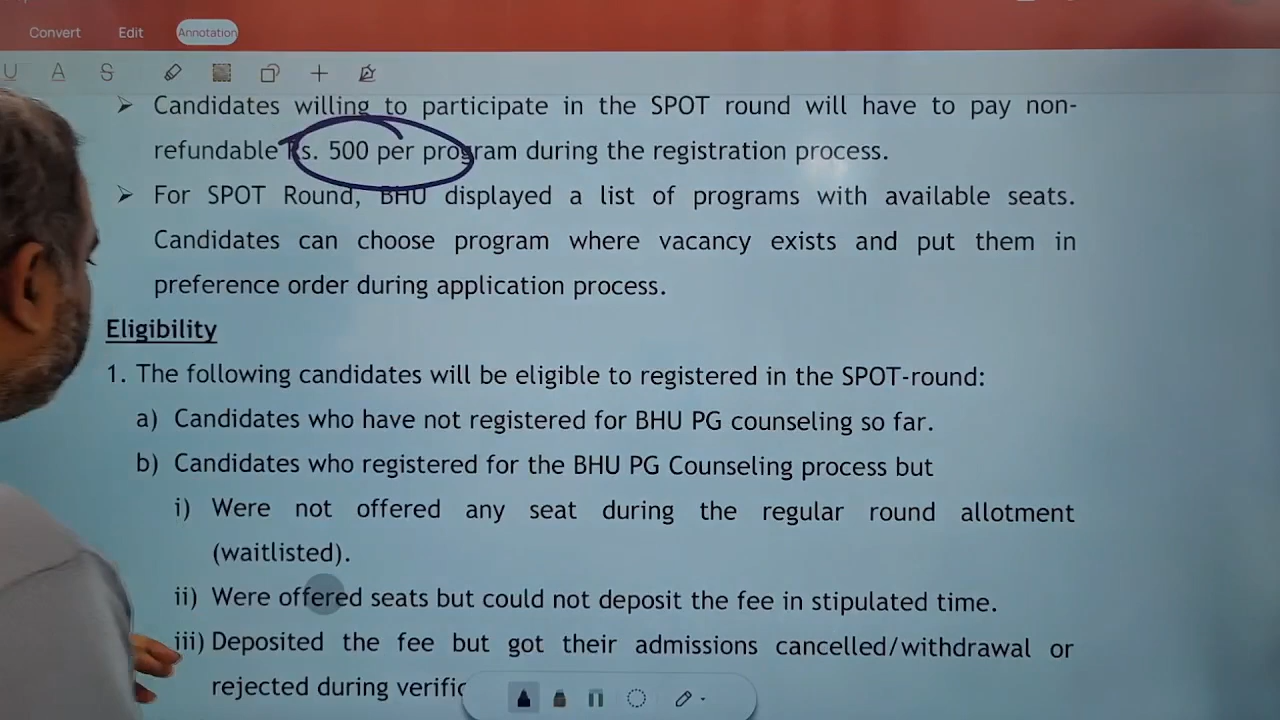 Convert Edit Annotation
U A S
➢ Candidates willing to participate in the SPOT round will have to pay non-
refundable Rs. 500 per program during the registration process.
➢ For SPOT Round, BHU displayed a list of programs with available seats.
Candidates can choose program where vacancy exists and put them in
preference order during application process.
Eligibility
1. The following candidates will be eligible to registered in the SPOT-round:
a) Candidates who have not registered for BHU PG counseling so far.
b) Candidates who registered for the BHU PG Counseling process but
i) Were not offered any seat during the regular round allotment
(waitlisted).
ii) Were offered seats but could not deposit the fee in stipulated time.
iii) Deposited the fee but got their admissions cancelled/withdrawal or
rejected during